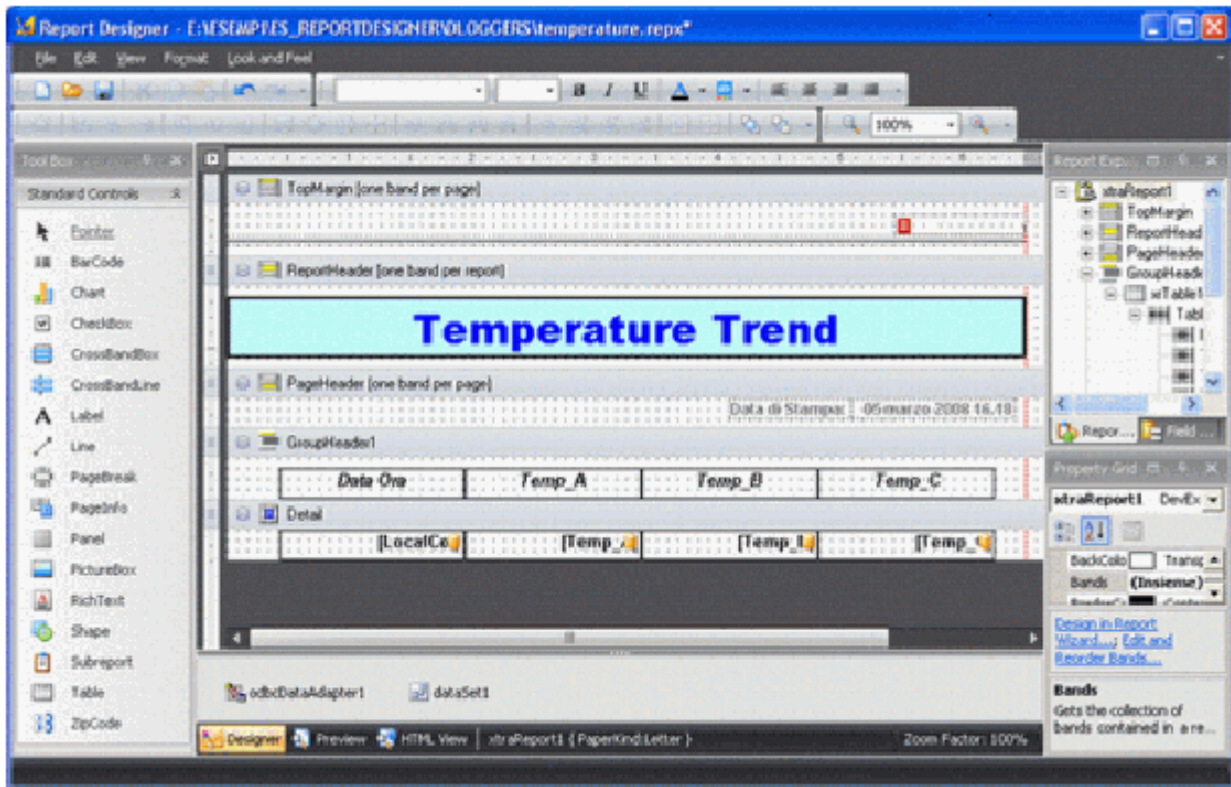 Report Designer - E:\ESEMPI\ES_REPORTDESIGNER\DLOGGERS\temperature.repx*
File Edit View Format Look and Feel
B I U A
100%
Tool Box
Standard Controls
Pointer
BarCode
Chart
CheckBox
CrossBandBox
CrossBandLine
Label
Line
PageBreak
PageInfo
Panel
PictureBox
RichText
Shape
Subreport
Table
ZipCode
TopMargin [one band per page]
ReportHeader [one band per report]
Temperature Trend
PageHeader [one band per page]
Data di Stampa: 05 marzo 2008 16.18
GroupHeader1
Data Ora Temp_A Temp_B Temp_C
Detail
[LocalCo [Temp_ [Temp_ [Temp_
odbcDataAdapter1 dataSet1
Designer Preview HTML View xtraReport1 { PaperKind:Letter } Zoom Factor: 100%
Report Exp...
xtraReport1
TopMargin
ReportHead
PageHeader
GroupHeade
xrTable1
Tabl
Repor... Field ...
Property Grid
xtraReport1 DevEx
BackColo Transp
Bands (Insieme)
Design in Report
Wizard...; Edit and
Reorder Bands...
Bands
Gets the collection of
bands contained in a re...